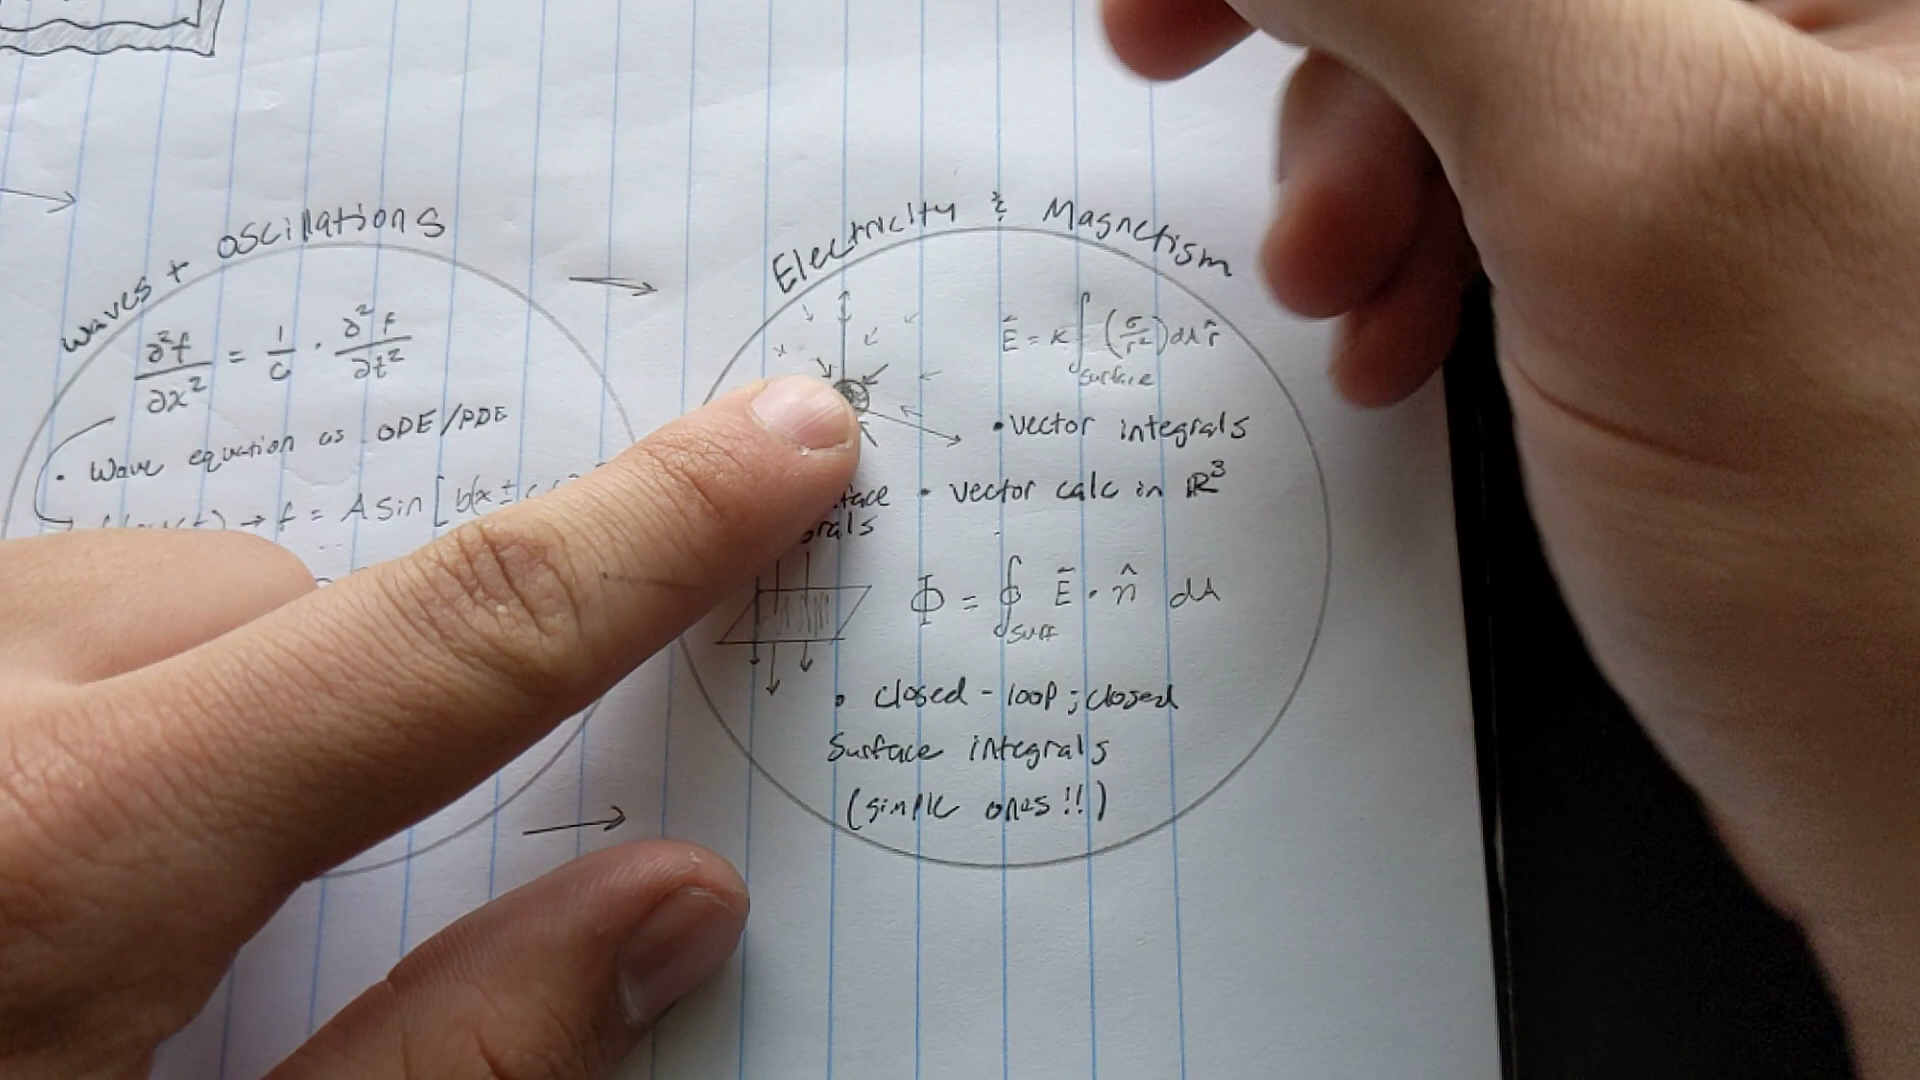 waves + oscillations
∂²f/∂x² = 1/c · ∂²f/∂t²
• Wave equation as ODE/PDE
→ f = A sin [b(x ±
Electricity & Magnetism
E = K ∫surface (σ/r²) dA r̂
• vector integrals
• vector calc in ℝ³
Φ = ∮surf E · n̂ dA
• closed - loop ; closed
surface integrals
(simple ones!!)